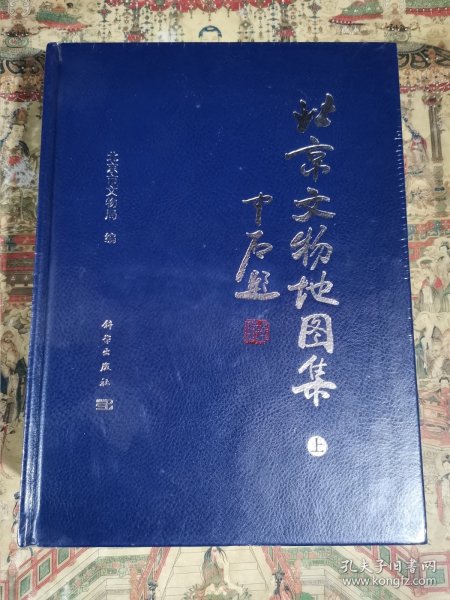 北京文物地图集
上
中石题
北京市文物局 编
科学出版社
孔夫子旧书网
www.kongfz.com